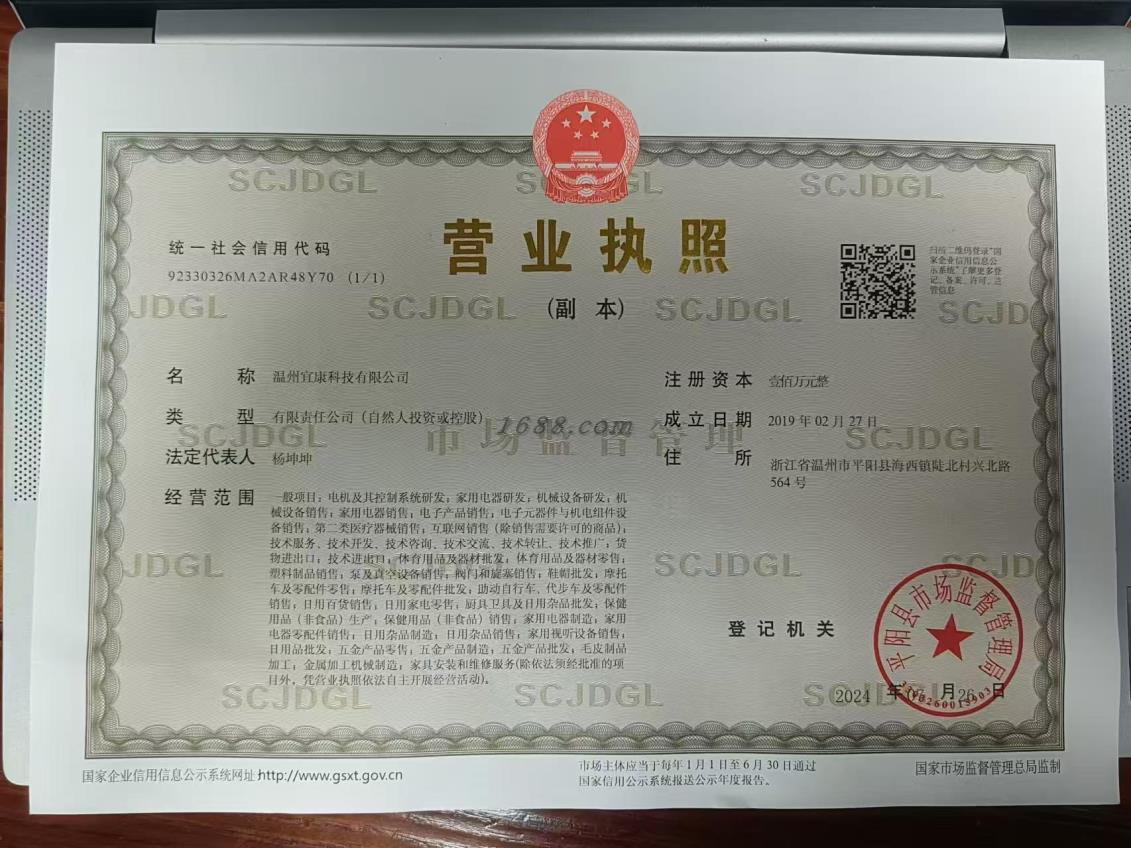 营业执照
(副 本)
统一社会信用代码
92330326MA2AR48Y70 (1/1)
扫描二维码登录“国
家企业信用信息公
示系统”了解更多登
记、备案、许可、监
管信息
名 称 温州宜康科技有限公司
类 型 有限责任公司（自然人投资或控股）
法定代表人 杨坤坤
经营范围 一般项目：电机及其控制系统研发；家用电器研发；机械设备研发；机
械设备销售；家用电器销售；电子产品销售；电子元器件与机电组件设
备销售；第二类医疗器械销售；互联网销售（除销售需要许可的商品）；
技术服务、技术开发、技术咨询、技术交流、技术转让、技术推广；货
物进出口；技术进出口；体育用品及器材批发；体育用品及器材零售；
塑料制品销售；泵及真空设备销售；阀门和旋塞销售；鞋帽批发；摩托
车及零配件零售；摩托车及零配件批发；助动自行车、代步车及零配件
销售；日用百货销售；日用家电零售；厨具卫具及日用杂品批发；保健
用品（非食品）生产；保健用品（非食品）销售；家用电器制造；家用
电器零配件销售；日用杂品制造；日用杂品销售；家用视听设备销售；
日用品批发；五金产品零售；五金产品制造；五金产品批发；毛皮制品
加工；金属加工机械制造；家具安装和维修服务(除依法须经批准的项
目外，凭营业执照依法自主开展经营活动)。
注册资本 壹佰万元整
成立日期 2019 年 02 月 27 日
住 所 浙江省温州市平阳县海西镇陡北村兴北路
564 号
1688.com
市场监督管理
SCJDGL SCJDGL SCJDGL
JDGL SCJDGL SCJDGL SCJD
SCJDGL SCJDGL
JDGL SCJDGL SCJDGL
SCJDGL SCJDGL SCJDGL
登记机关
平阳县市场监督管理局
2024 年 月 26 日
国家企业信用信息公示系统网址:http://www.gsxt.gov.cn
市场主体应当于每年1月1日至6月30日通过
国家信用公示系统报送公示年度报告。
国家市场监督管理总局监制